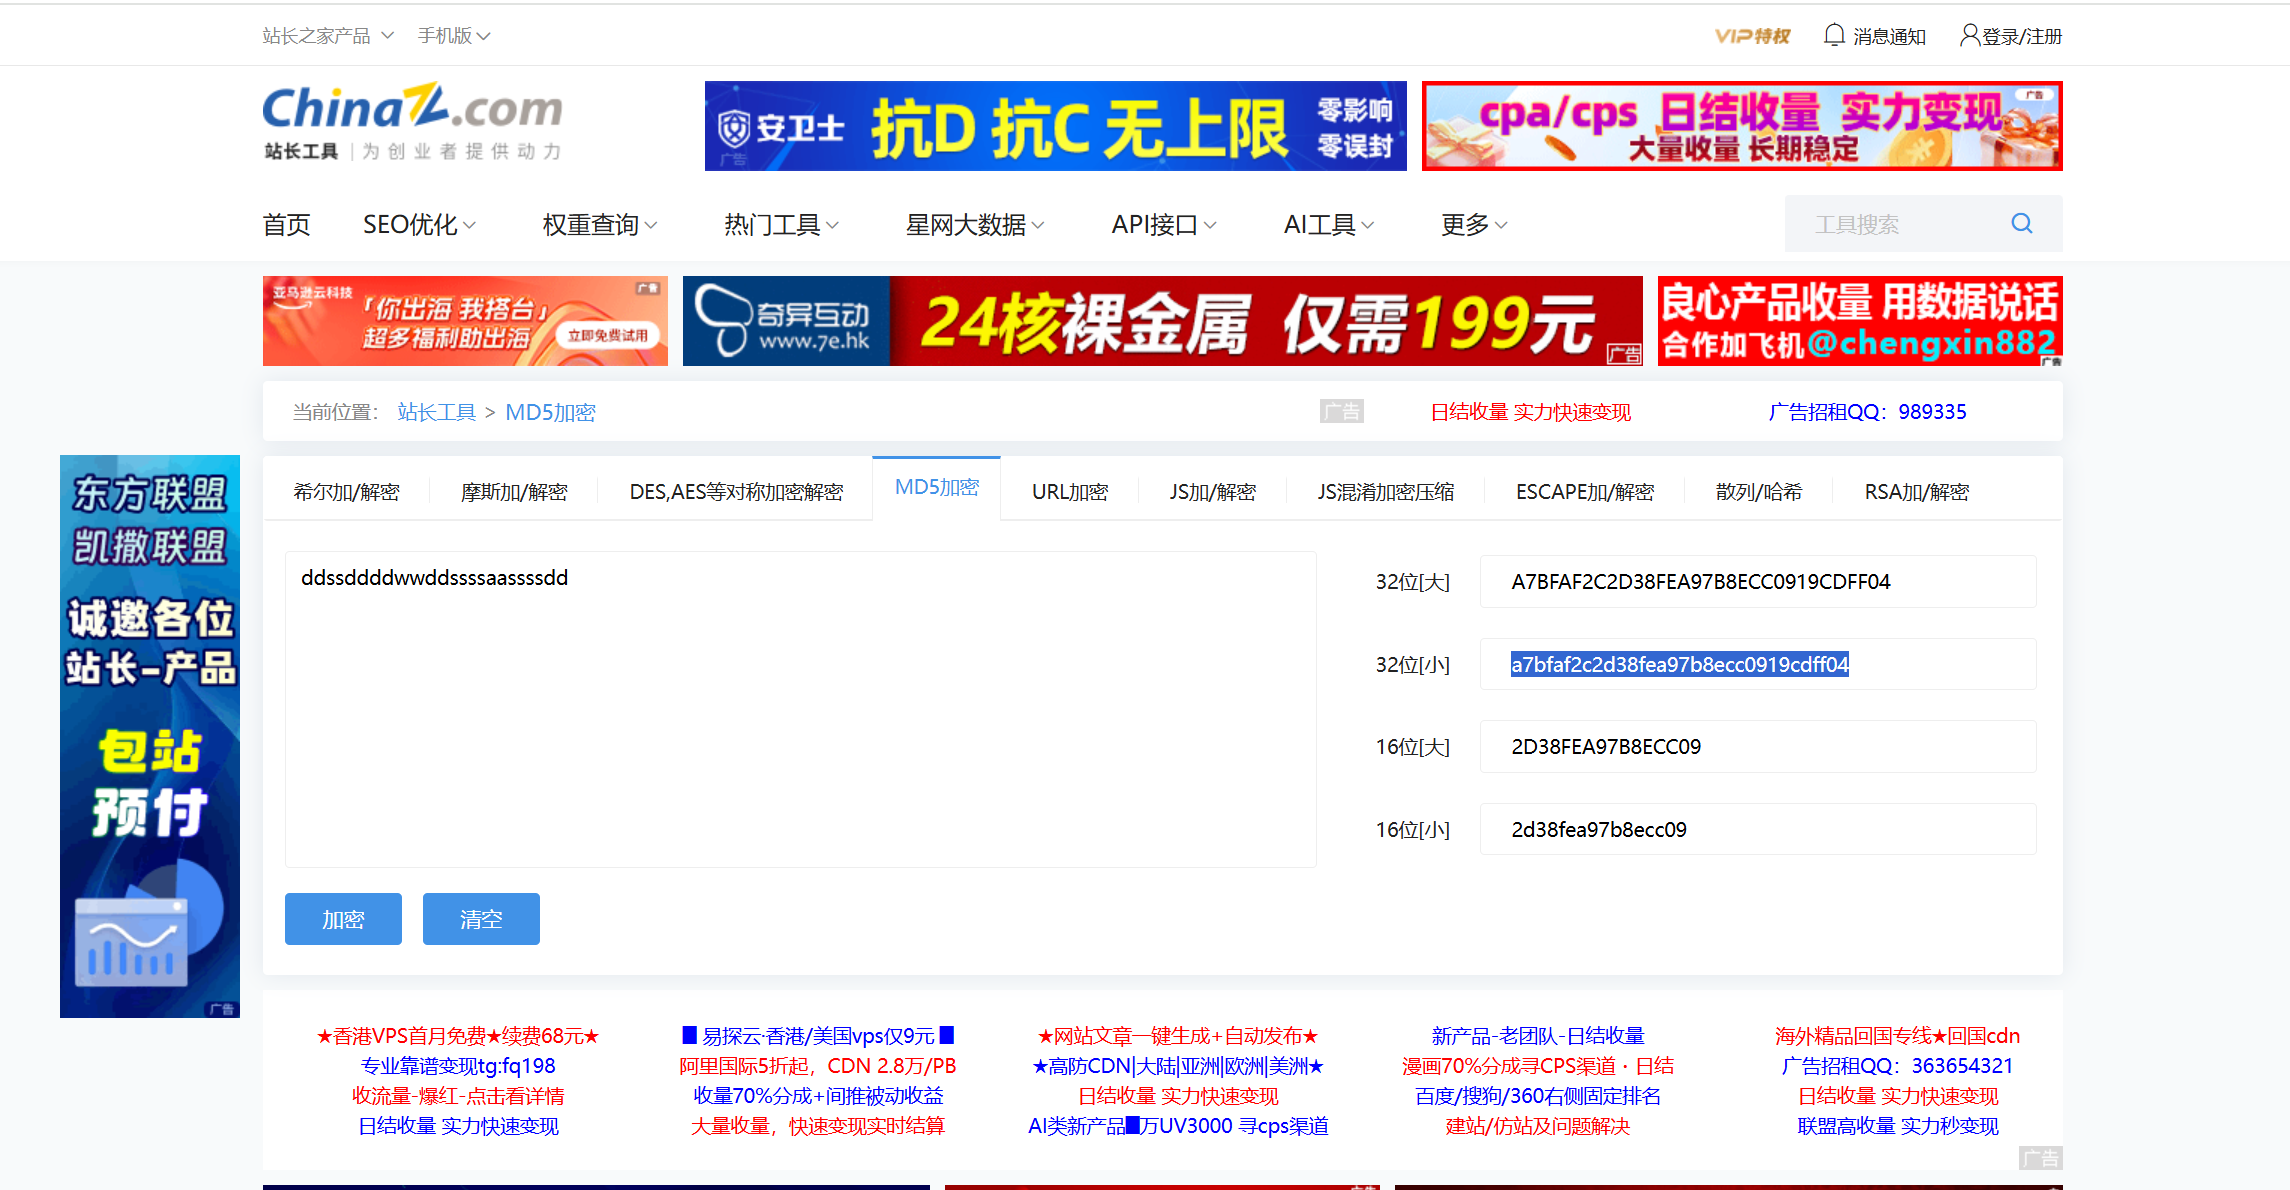 站长之家产品 手机版 VIP特权 消息通知 登录/注册
ChinaZ.com
站长工具 | 为创业者提供动力
安卫士 抗D 抗C 无上限 零影响 零误封 广告
cpa/cps 日结收量 实力变现 广告
大量收量 长期稳定
首页 SEO优化 权重查询 热门工具 星网大数据 API接口 AI工具 更多 工具搜索
亚马逊云科技 广告
「你出海 我搭台」
超多福利助出海 立即免费试用
奇异互动 www.7e.hk 24核裸金属 仅需199元 广告
良心产品收量 用数据说话
合作加飞机@chengxin882 广告
当前位置： 站长工具 > MD5加密 广告 日结收量 实力快速变现 广告招租QQ：989335
东方联盟
凯撒联盟
诚邀各位
站长-产品
包站
预付
广告
希尔加/解密 摩斯加/解密 DES,AES等对称加密解密 MD5加密 URL加密 JS加/解密 JS混淆加密压缩 ESCAPE加/解密 散列/哈希 RSA加/解密
ddssddddwwddssssaassssdd
32位[大] A7BFAF2C2D38FEA97B8ECC0919CDFF04
32位[小] a7bfaf2c2d38fea97b8ecc0919cdff04
16位[大] 2D38FEA97B8ECC09
16位[小] 2d38fea97b8ecc09
加密 清空
★香港VPS首月免费★续费68元★ █ 易探云·香港/美国vps仅9元 █ ★网站文章一键生成+自动发布★ 新产品-老团队-日结收量 海外精品回国专线★回国cdn
专业靠谱变现tg:fq198 阿里国际5折起，CDN 2.8万/PB ★高防CDN|大陆|亚洲|欧洲|美洲★ 漫画70%分成寻CPS渠道・日结 广告招租QQ：363654321
收流量-爆红-点击看详情 收量70%分成+间推被动收益 日结收量 实力快速变现 百度/搜狗/360右侧固定排名 日结收量 实力快速变现
日结收量 实力快速变现 大量收量，快速变现实时结算 AI类新产品█万UV3000 寻cps渠道 建站/仿站及问题解决 联盟高收量 实力秒变现
广告